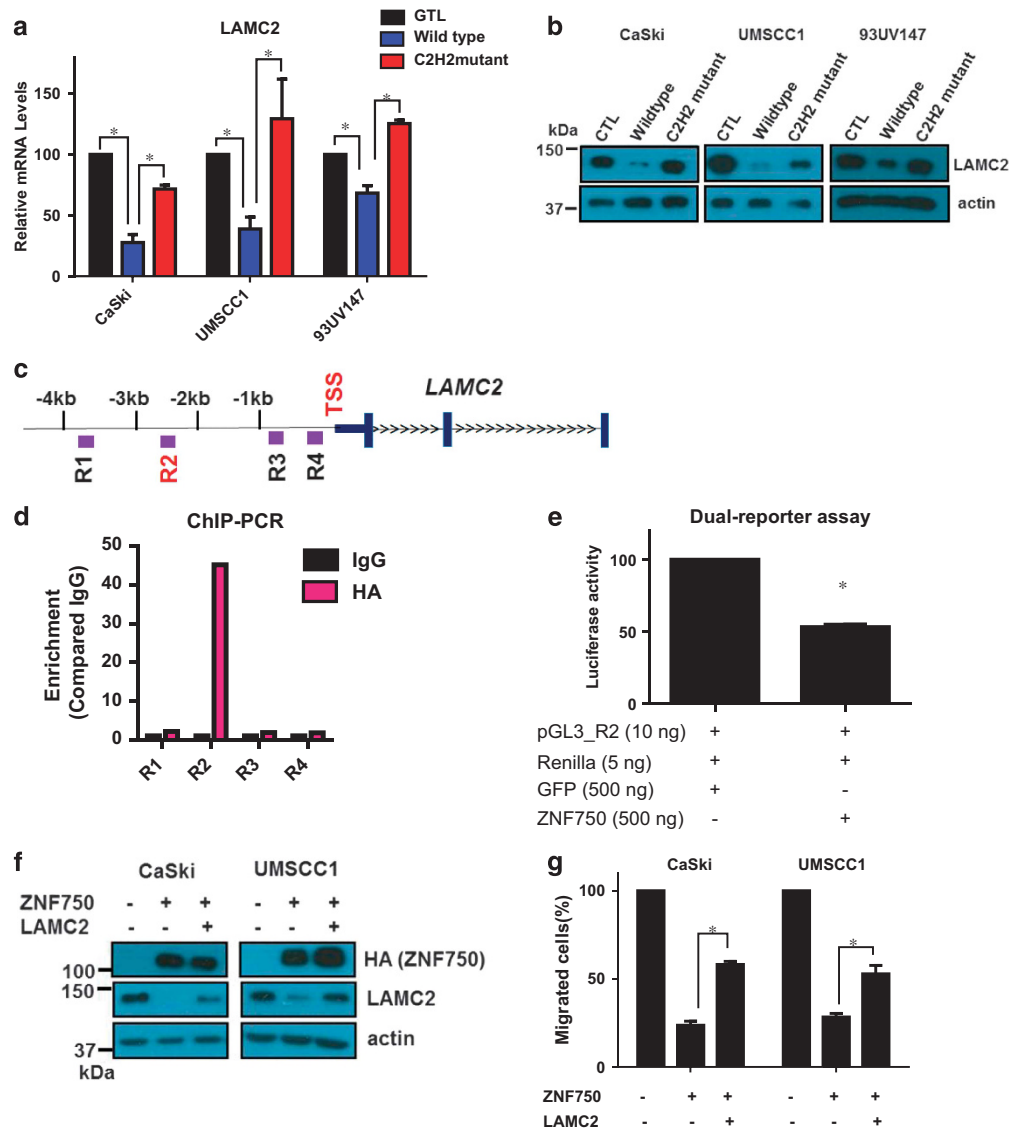 a
LAMC2
GTL
Wild type
C2H2mutant
Relative mRNA Levels
150
100
50
0
* * * * * *
CaSki
UMSCC1
93UV147
b
CaSki UMSCC1 93UV147
CTL Wildtype C2H2 mutant CTL Wildtype C2H2 mutant CTL Wildtype C2H2 mutant
kDa
150
LAMC2
37
actin
c
-4kb -3kb -2kb -1kb TSS LAMC2
>>>>>> >>>>>>>>>>>>>
R1 R2 R3 R4
d
ChIP-PCR
IgG
HA
Enrichment
(Compared IgG)
50
40
30
20
10
0
R1 R2 R3 R4
e
Dual-reporter assay
Luciferase activity
100
50
0
*
pGL3_R2 (10 ng) + +
Renilla (5 ng) + +
GFP (500 ng) + -
ZNF750 (500 ng) - +
f
CaSki UMSCC1
ZNF750 - + + - + +
LAMC2 - - + - - +
100
HA (ZNF750)
150
LAMC2
37
actin
kDa
g
CaSki UMSCC1
Migrated cells(%)
100
50
0
* *
ZNF750 - + + - + +
LAMC2 - - + - - +